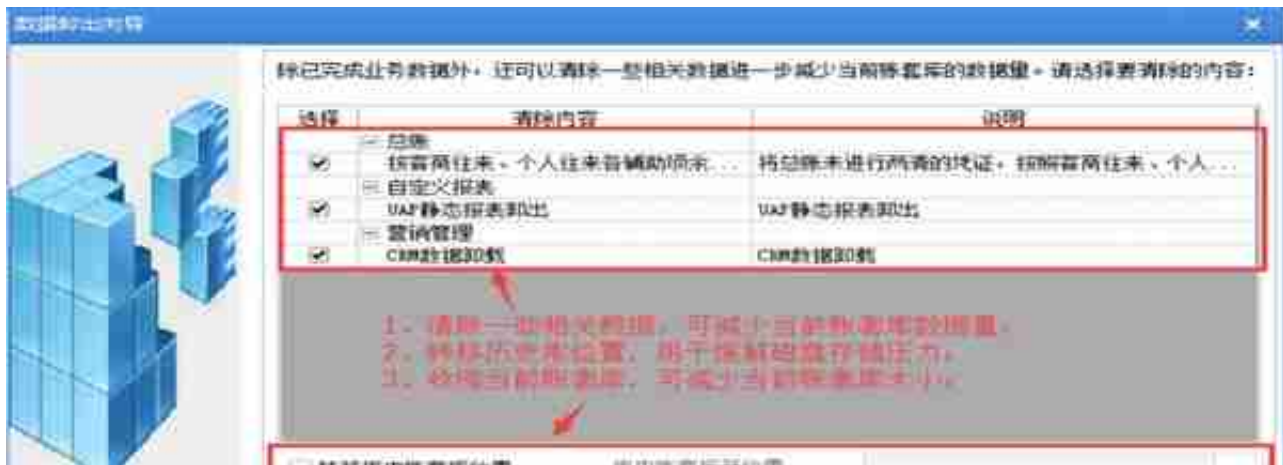 数据卸出向导
除已完成业务数据外,还可以清除一些相关数据进一步减少当前账套库的数据量。请选择要清除的内容:
选择 清除内容 说明
总账
按客商往来、个人往来各辅助项未... 将总账未进行两清的凭证,按照客商往来、个人...
自定义报表
UAP静态报表卸出 UAP静态报表卸出
营销管理
CRM数据卸载 CRM数据卸载
1、清除一些相关数据,可减少当前账套库数据量。
2、转移历史库位置,用于缓解磁盘存储压力。
3、收缩当前账套库,可减少当前账套库大小。